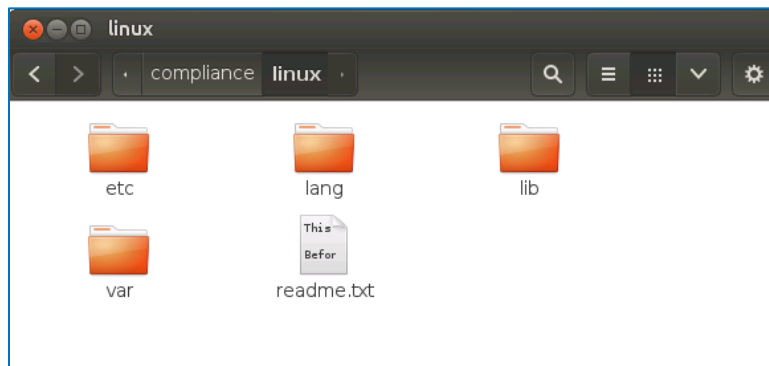 linux
compliance linux
etc lang lib
This
Befor
var readme.txt